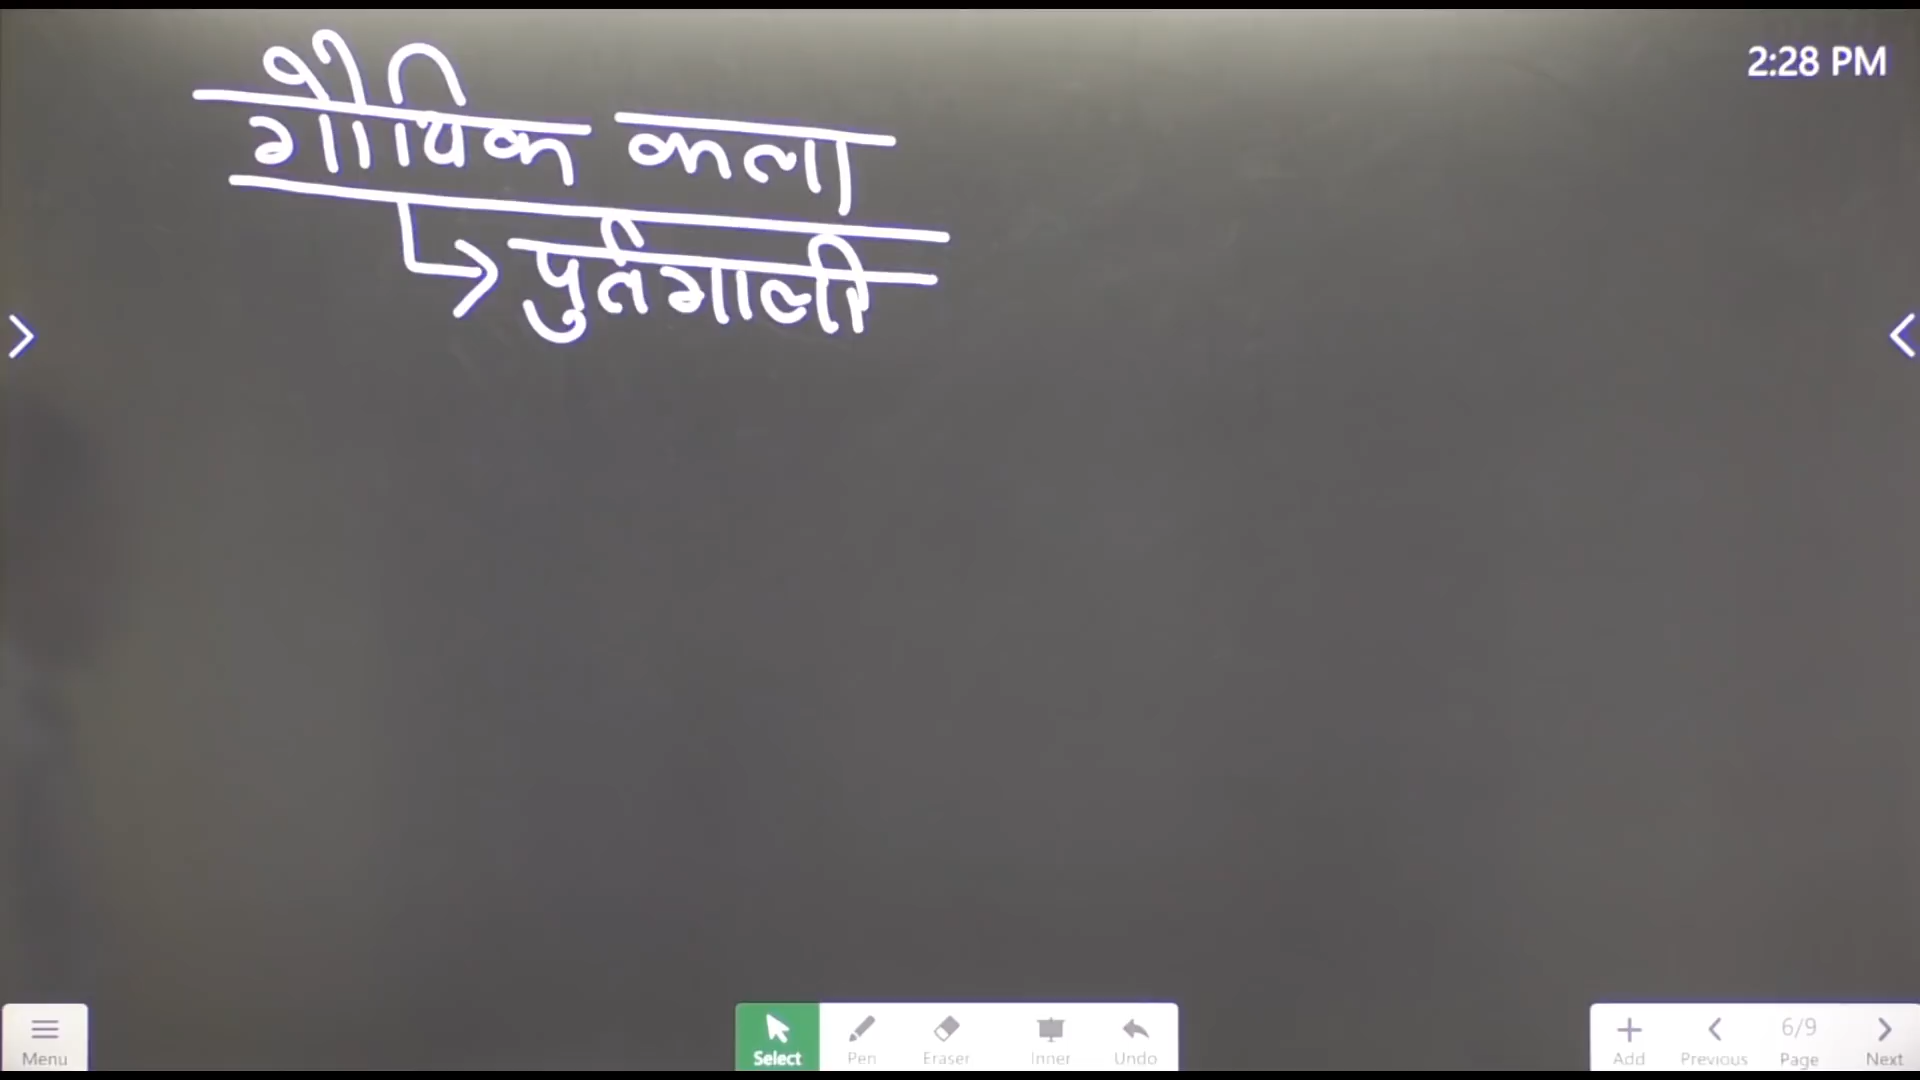 2:28 PM
गौथिक कला
पुर्तगाली
Menu
Select
Pen
Eraser
Inner
Undo
Add
Previous
6/9
Page
Next